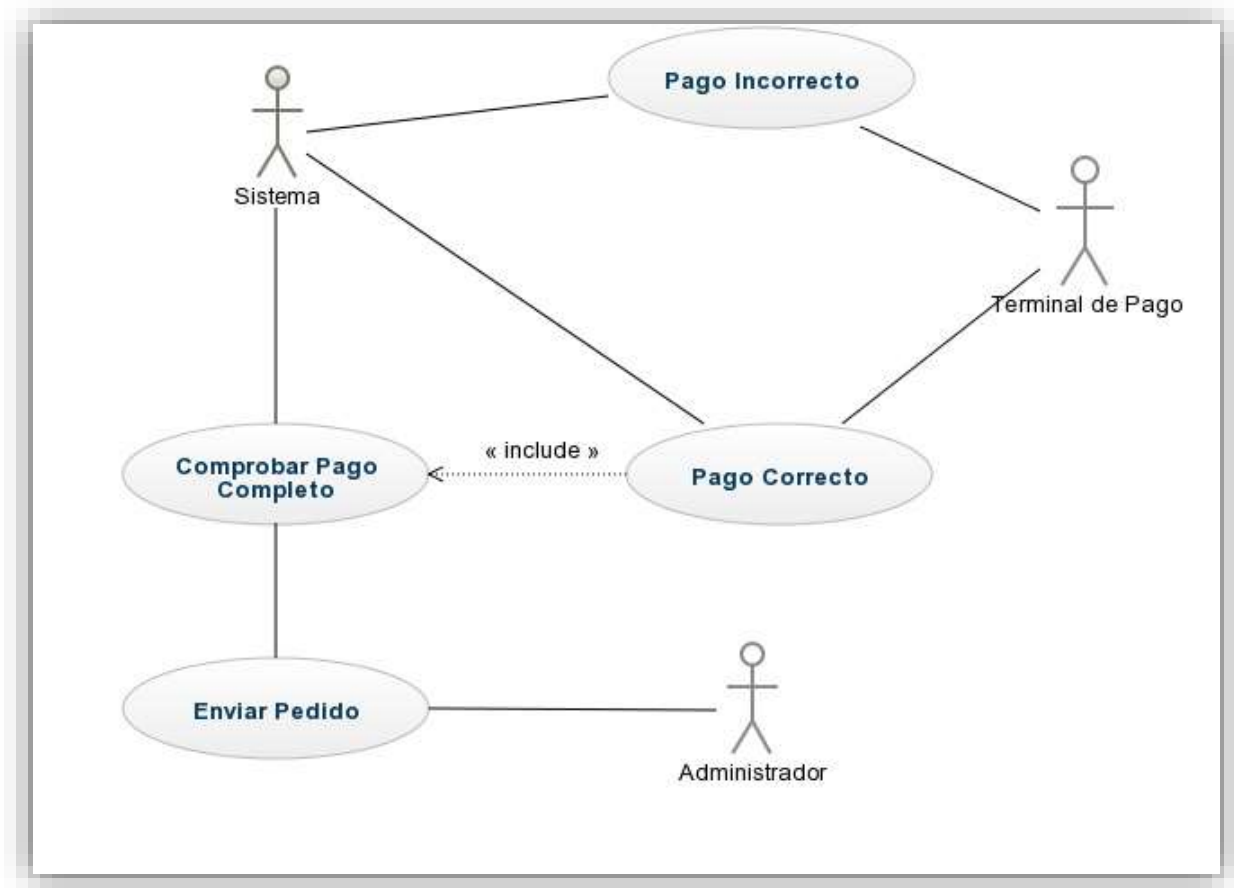 Pago Incorrecto
Sistema
Terminal de Pago
« include »
Comprobar Pago
Completo
Pago Correcto
Enviar Pedido
Administrador